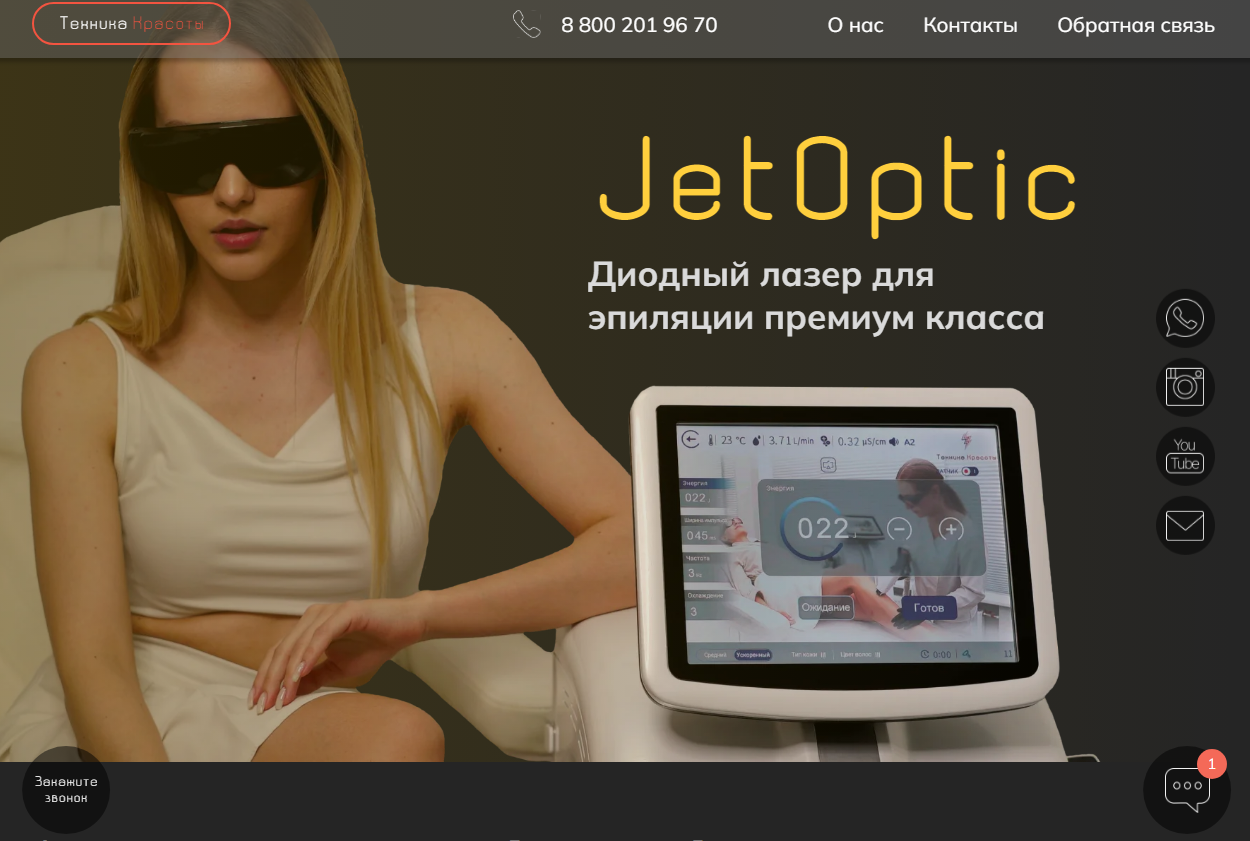 Техника Красоты
8 800 201 96 70
О нас
Контакты
Обратная связь
JetOptic
Диодный лазер для
эпиляции премиум класса
You
Tube
23 °C
3.71 L/min
0.32 µS/cm
A2
Техника Красоты
Энергия
022
Энергия
022
045
Частота
3
Охлаждение
3
Ожидание
Готов
Средний
Ускоренный
Тип кожи III
Цвет волос
0:00
11
Закажите
звонок
1